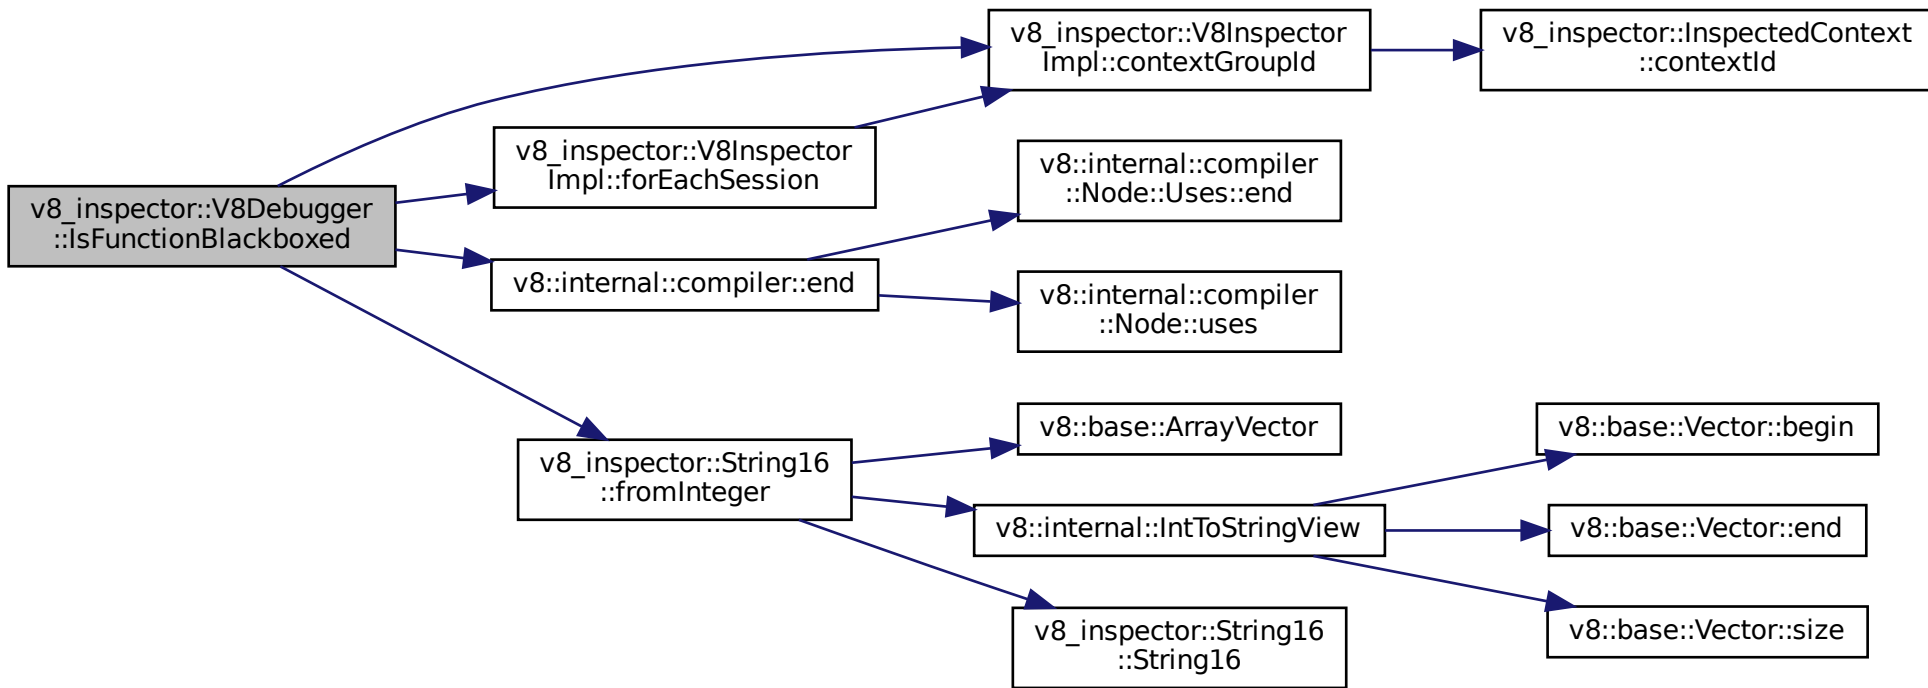 v8_inspector::V8Debugger
::IsFunctionBlackboxed
v8_inspector::V8Inspector
Impl::contextGroupId
v8_inspector::InspectedContext
::contextId
v8_inspector::V8Inspector
Impl::forEachSession
v8::internal::compiler::end
v8::internal::compiler
::Node::Uses::end
v8::internal::compiler
::Node::uses
v8_inspector::String16
::fromInteger
v8::base::ArrayVector
v8::internal::IntToStringView
v8::base::Vector::begin
v8::base::Vector::end
v8::base::Vector::size
v8_inspector::String16
::String16